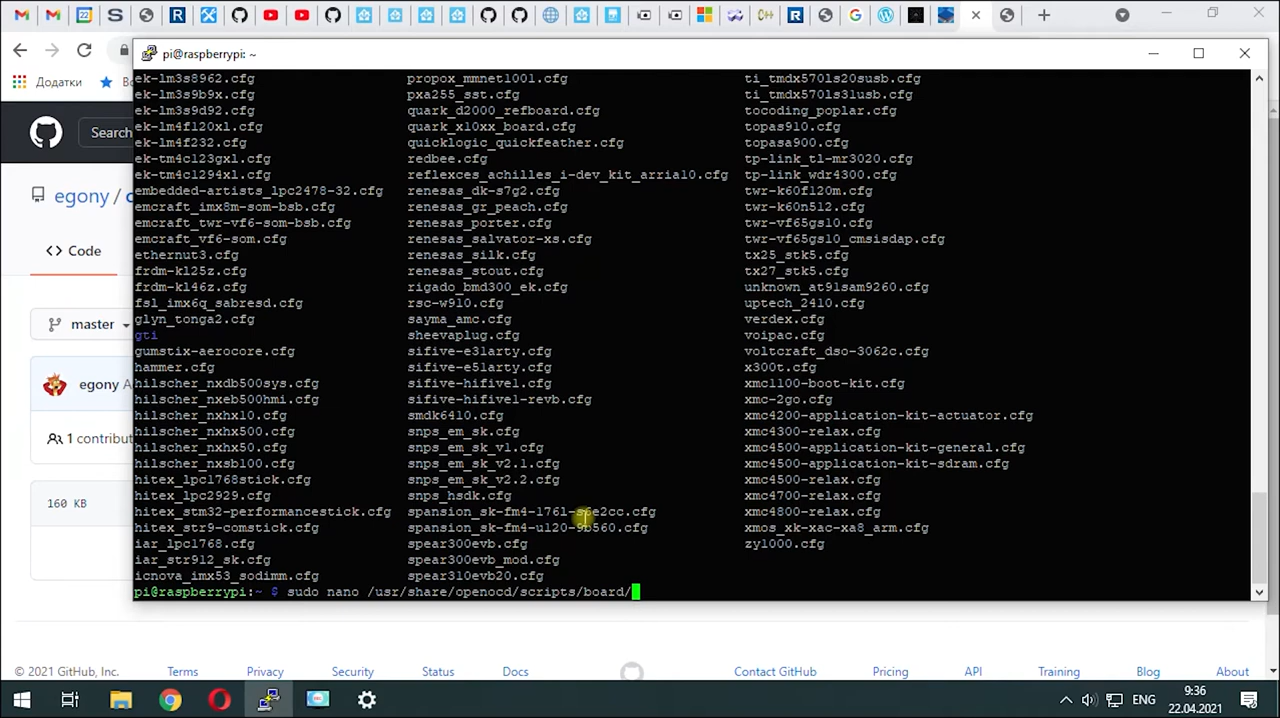 Додатки
pi@raspberrypi: ~
Search
egony /
Code
master
egony A
1 contribut
160 KB
ek-lm3s8962.cfg propox_mmnet1001.cfg ti_tmdx570ls20susb.cfg
ek-lm3s9b9x.cfg pxa255_sst.cfg ti_tmdx570ls31usb.cfg
ek-lm3s9d92.cfg quark_d2000_refboard.cfg tocoding_poplar.cfg
ek-lm4f120xl.cfg quark_x10xx_board.cfg topas910.cfg
ek-lm4f232.cfg quicklogic_quickfeather.cfg topasa900.cfg
ek-tm4c123gxl.cfg redbee.cfg tp-link_tl-mr3020.cfg
ek-tm4c1294xl.cfg reflexces_achilles_i-dev_kit_arria10.cfg tp-link_wdr4300.cfg
embedded-artists_lpc2478-32.cfg renesas_dk-s7g2.cfg twr-k60f120m.cfg
emcraft_imx8m-som-bsb.cfg renesas_gr_peach.cfg twr-k60n512.cfg
emcraft_twr-vf6-som-bsb.cfg renesas_porter.cfg twr-vf65gs10.cfg
emcraft_vf6-som.cfg renesas_salvator-xs.cfg twr-vf65gs10_cmsisdap.cfg
ethernut3.cfg renesas_silk.cfg tx25_stk5.cfg
frdm-kl25z.cfg renesas_stout.cfg tx27_stk5.cfg
frdm-kl46z.cfg rigado_bmd300_ek.cfg unknown_at91sam9260.cfg
fsl_imx6q_sabresd.cfg rsc-w910.cfg uptech_2410.cfg
glyn_tonga2.cfg sayma_amc.cfg verdex.cfg
gti sheevaplug.cfg voipac.cfg
gumstix-aerocore.cfg sifive-e31arty.cfg voltcraft_dso-3062c.cfg
hammer.cfg sifive-e51arty.cfg x300t.cfg
hilscher_nxdb500sys.cfg sifive-hifive1.cfg xmc1100-boot-kit.cfg
hilscher_nxeb500hmi.cfg sifive-hifive1-revb.cfg xmc-2go.cfg
hilscher_nxhx10.cfg smdk6410.cfg xmc4200-application-kit-actuator.cfg
hilscher_nxhx500.cfg snps_em_sk.cfg xmc4300-relax.cfg
hilscher_nxhx50.cfg snps_em_sk_v1.cfg xmc4500-application-kit-general.cfg
hilscher_nxsb100.cfg snps_em_sk_v2.1.cfg xmc4500-application-kit-sdram.cfg
hitex_lpc1768stick.cfg snps_em_sk_v2.2.cfg xmc4500-relax.cfg
hitex_lpc2929.cfg snps_hsdk.cfg xmc4700-relax.cfg
hitex_stm32-performancestick.cfg spansion_sk-fm4-176l-s6e2cc.cfg xmc4800-relax.cfg
hitex_str9-comstick.cfg spansion_sk-fm4-u120-9b560.cfg xmos_xk-xac-xa8_arm.cfg
iar_lpc1768.cfg spear300evb.cfg zy1000.cfg
iar_str912_sk.cfg spear300evb_mod.cfg
icnova_imx53_sodimm.cfg spear310evb20.cfg
pi@raspberrypi:~ $ sudo nano /usr/share/openocd/scripts/board/
© 2021 GitHub, Inc. Terms Privacy Security Status Docs Contact GitHub Pricing API Training Blog About
ENG
9:36
22.04.2021